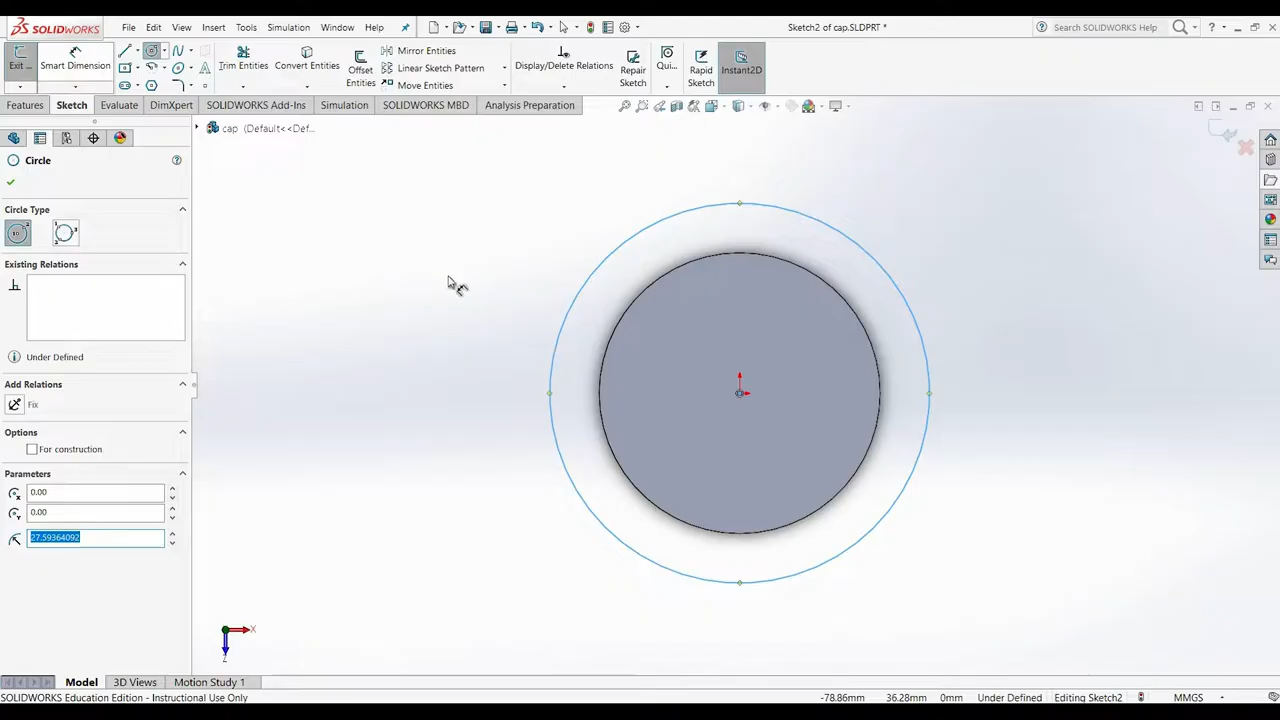 SOLIDWORKS
File Edit View Insert Tools Simulation Window Help
Sketch2 of cap.SLDPRT *
Search SOLIDWORKS Help
Exit ...
Smart Dimension
Trim Entities
Convert Entities
Offset Entities
Mirror Entities
Linear Sketch Pattern
Move Entities
Display/Delete Relations
Repair Sketch
Qui...
Rapid Sketch
Instant2D
Features Sketch Evaluate DimXpert SOLIDWORKS Add-Ins Simulation SOLIDWORKS MBD Analysis Preparation
cap (Default<<Def...
Circle
Circle Type
Existing Relations
Under Defined
Add Relations
Fix
Options
For construction
Parameters
0.00
0.00
27.59364092
X
Z
Model 3D Views Motion Study 1
SOLIDWORKS Education Edition - Instructional Use Only
-78.86mm 36.28mm 0mm Under Defined Editing Sketch2 MMGS